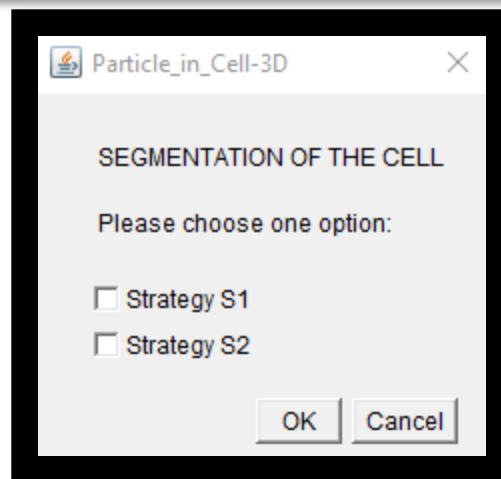 Particle_in_Cell-3D
SEGMENTATION OF THE CELL
Please choose one option:
Strategy S1
Strategy S2
OK Cancel